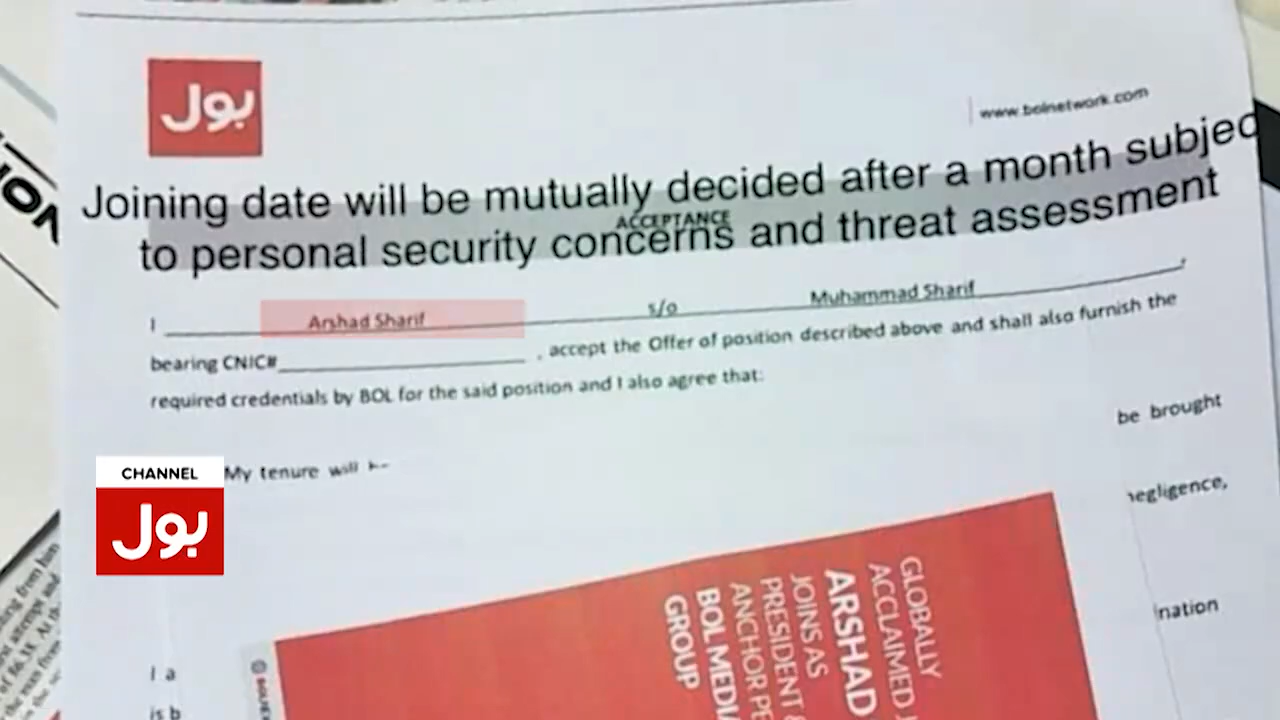 بول
www.bolnetwork.com
Joining date will be mutually decided after a month subjec
to personal security concerns and threat assessment
ACCEPTANCE
I Arshad Sharif s/o Muhammad Sharif,
bearing CNIC# , accept the Offer of position described above and shall also furnish the
required credentials by BOL for the said position and I also agree that:
be brought
My tenure will
negligence,
CHANNEL
بول
GLOBALLY
ACCLAIMED J
ARSHAD
JOINS AS
PRESIDENT &
ANCHOR PE
BOL MEDIA
GROUP
nation
I a
is b